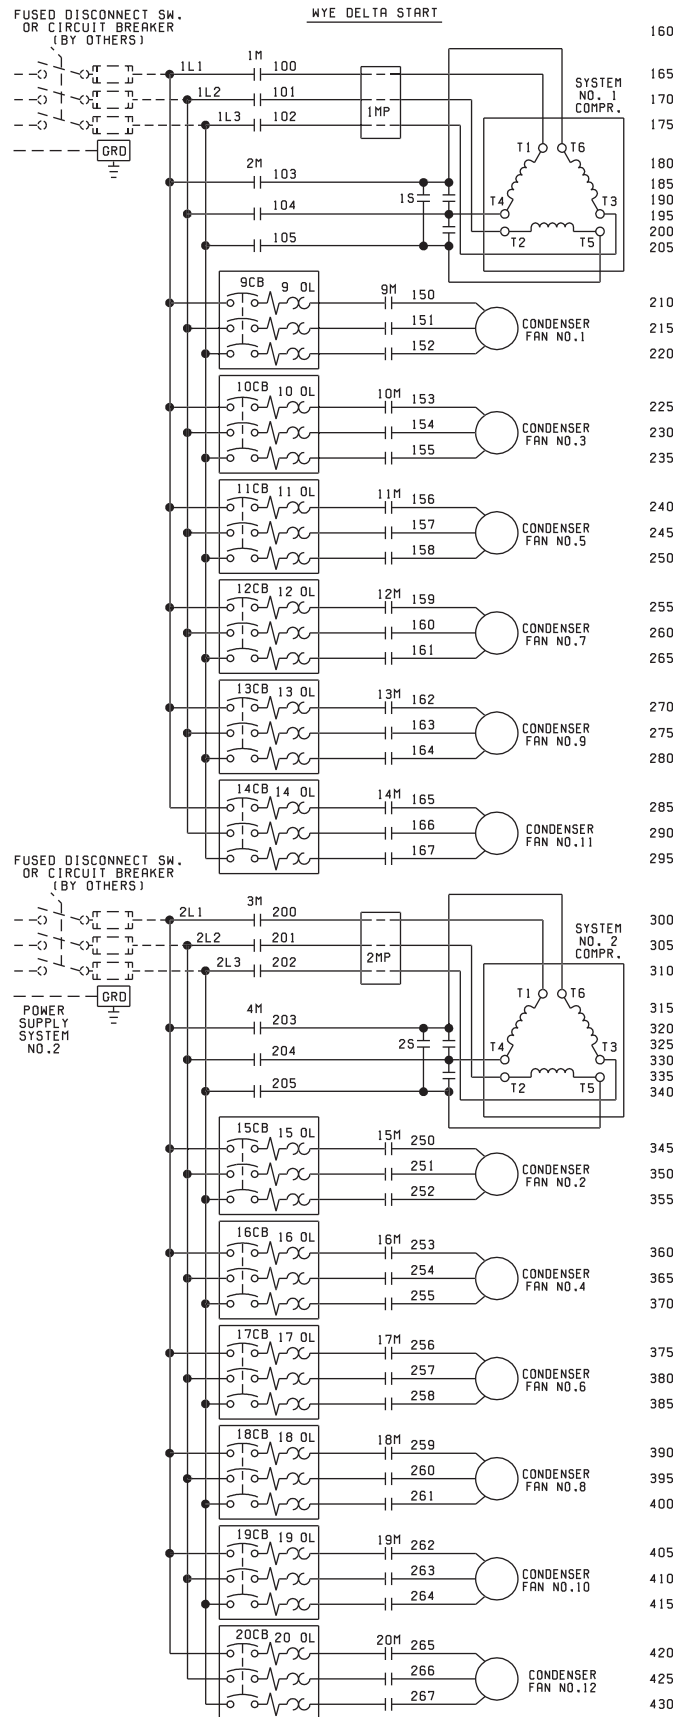 WYE DELTA START
FUSED DISCONNECT SW.
OR CIRCUIT BREAKER
(BY OTHERS)
160
1M
1L1 100 165
SYSTEM
NO. 1
COMPR.
1L2 101 170
1MP
1L3 102 175
GRD
T1 T6
2M 180
103 185
1S T4 T3 190
104 195
200
T2 T5
105 205
9CB 9 OL 9M 150 210
151 215
CONDENSER
FAN NO.1
152 220
10CB 10 OL 10M 153 225
154 230
CONDENSER
FAN NO.3
155 235
11CB 11 OL 11M 156 240
157 245
CONDENSER
FAN NO.5
158 250
12CB 12 OL 12M 159 255
160 260
CONDENSER
FAN NO.7
161 265
13CB 13 OL 13M 162 270
163 275
CONDENSER
FAN NO.9
164 280
14CB 14 OL 14M 165 285
166 290
CONDENSER
FAN NO.11
167 295
FUSED DISCONNECT SW.
OR CIRCUIT BREAKER
(BY OTHERS)
3M
2L1 200 300
SYSTEM
NO. 2
COMPR.
2L2 201 305
2MP
2L3 202 310
GRD
T1 T6
POWER
SUPPLY
SYSTEM
NO.2
4M 315
203 320
2S T4 T3 325
204 330
335
T2 T5
205 340
15CB 15 OL 15M 250 345
251 350
CONDENSER
FAN NO.2
252 355
16CB 16 OL 16M 253 360
254 365
CONDENSER
FAN NO.4
255 370
17CB 17 OL 17M 256 375
257 380
CONDENSER
FAN NO.6
258 385
18CB 18 OL 18M 259 390
260 395
CONDENSER
FAN NO.8
261 400
19CB 19 OL 19M 262 405
263 410
CONDENSER
FAN NO.10
264 415
20CB 20 OL 20M 265 420
266 425
CONDENSER
FAN NO.12
267 430